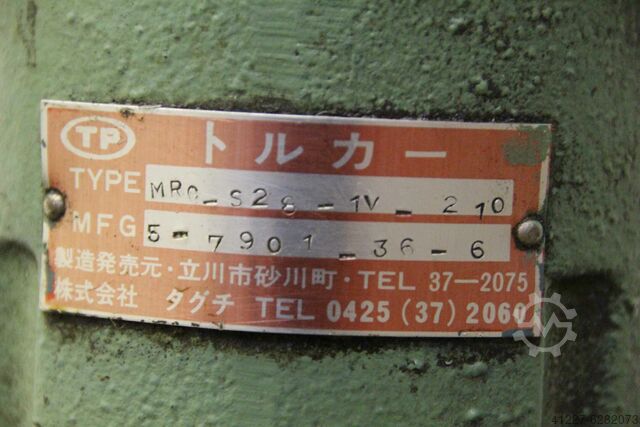 TP トルカー
TYPE MRC-S28-1V-210
MFG 5-7901-36-6
製造発売元・立川市砂川町・TEL 37-2075
株式会社 タグチ TEL 0425(37)2060
41227-6282073